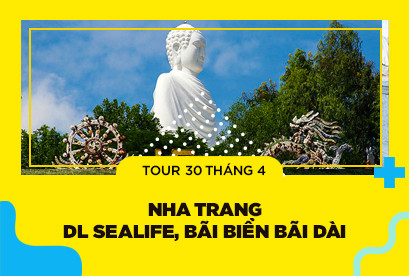 TOUR 30 THÁNG 4
NHA TRANG
DL SEALIFE, BÃI BIỂN BÃI DÀI